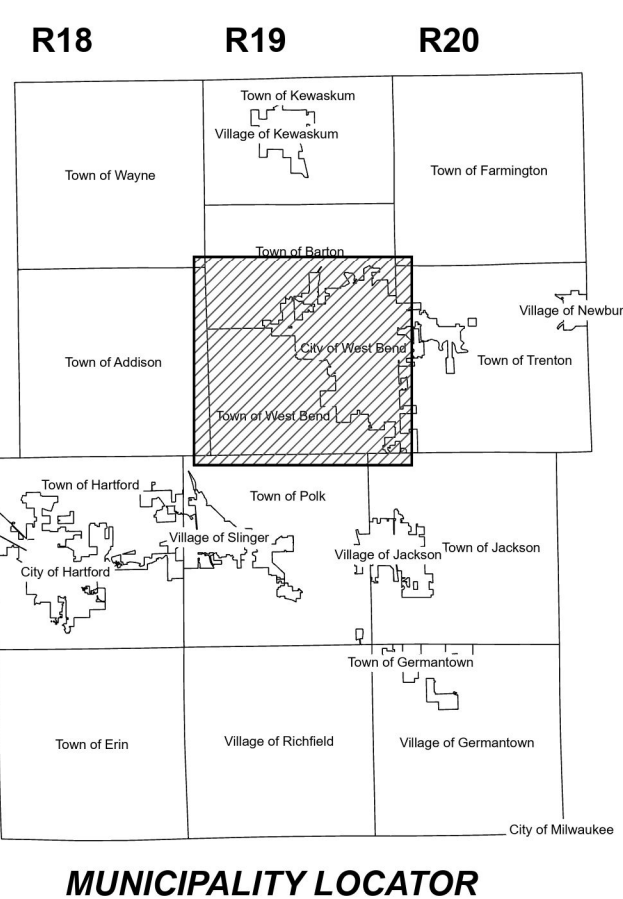 R18 R19 R20
Town of Kewaskum
Village of Kewaskum
Town of Wayne
Town of Farmington
Town of Barton
Village of Newbur
City of West Bend
Town of Addison
Town of Trenton
Town of West Bend
Town of Hartford
Town of Polk
Village of Slinger
Village of Jackson
Town of Jackson
City of Hartford
Town of Germantown
Town of Erin
Village of Richfield
Village of Germantown
City of Milwaukee
MUNICIPALITY LOCATOR